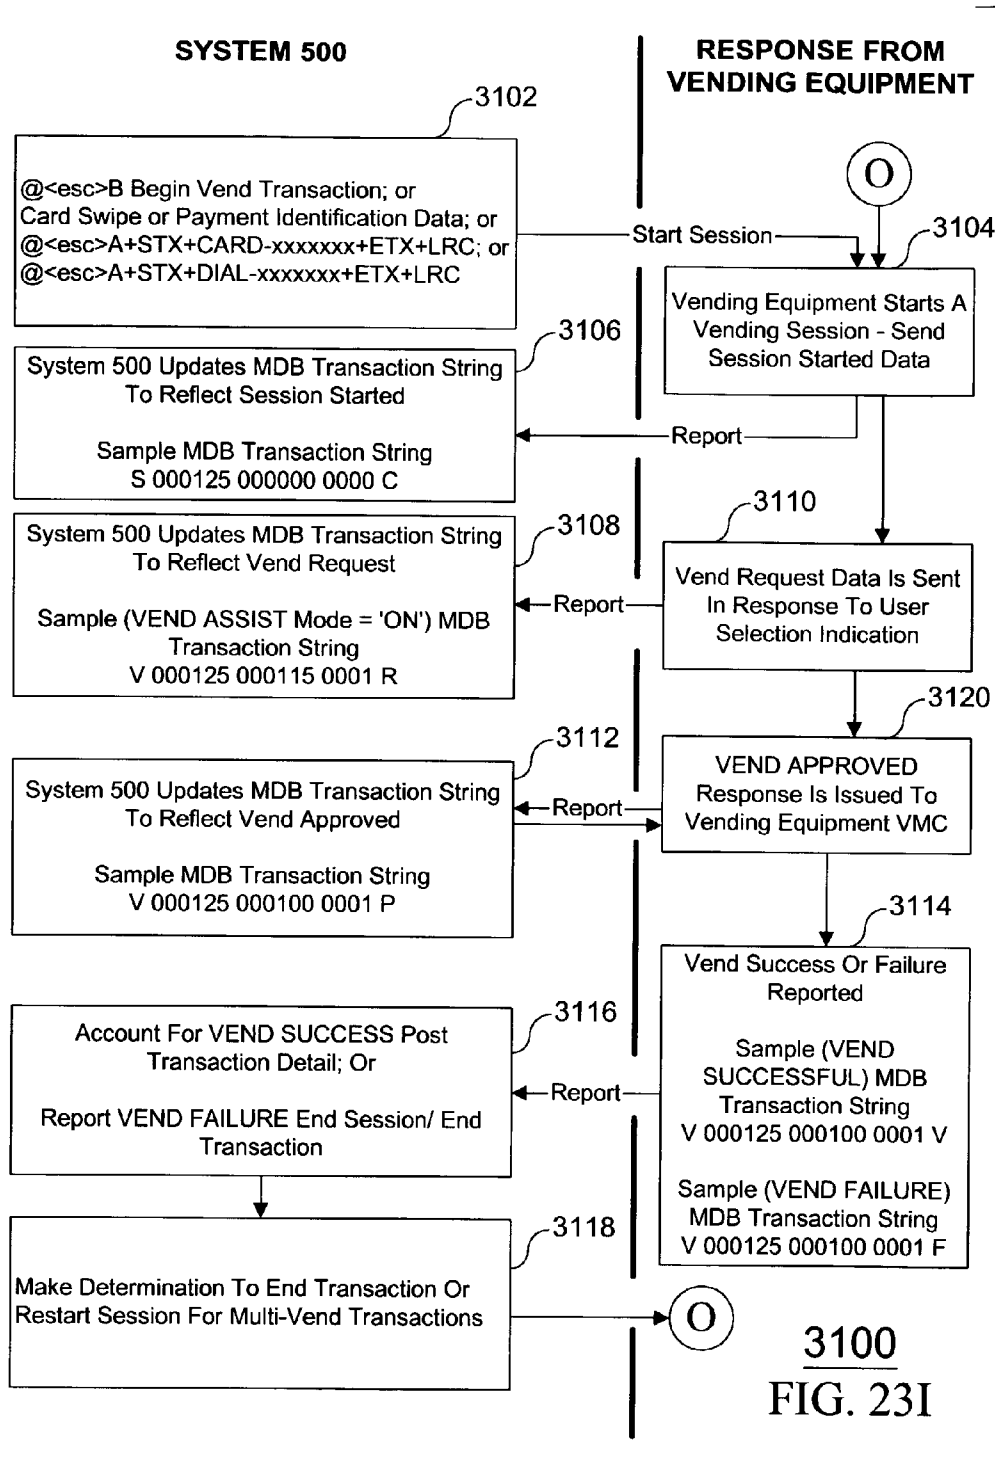 SYSTEM 500
RESPONSE FROM
VENDING EQUIPMENT
3102
@<esc>B Begin Vend Transaction; or
Card Swipe or Payment Identification Data; or
@<esc>A+STX+CARD-xxxxxxx+ETX+LRC; or
@<esc>A+STX+DIAL-xxxxxxx+ETX+LRC
O
Start Session
3104
Vending Equipment Starts A
Vending Session - Send
Session Started Data
3106
System 500 Updates MDB Transaction String
To Reflect Session Started
Sample MDB Transaction String
S 000125 000000 0000 C
Report
3108
System 500 Updates MDB Transaction String
To Reflect Vend Request
Sample (VEND ASSIST Mode = 'ON') MDB
Transaction String
V 000125 000115 0001 R
3110
Vend Request Data Is Sent
In Response To User
Selection Indication
Report
3112
System 500 Updates MDB Transaction String
To Reflect Vend Approved
Sample MDB Transaction String
V 000125 000100 0001 P
3120
VEND APPROVED
Response Is Issued To
Vending Equipment VMC
Report
3114
Vend Success Or Failure
Reported
Sample (VEND
SUCCESSFUL) MDB
Transaction String
V 000125 000100 0001 V
Sample (VEND FAILURE)
MDB Transaction String
V 000125 000100 0001 F
3116
Account For VEND SUCCESS Post
Transaction Detail; Or
Report VEND FAILURE End Session/ End
Transaction
Report
3118
Make Determination To End Transaction Or
Restart Session For Multi-Vend Transactions
O
3100
FIG. 23I